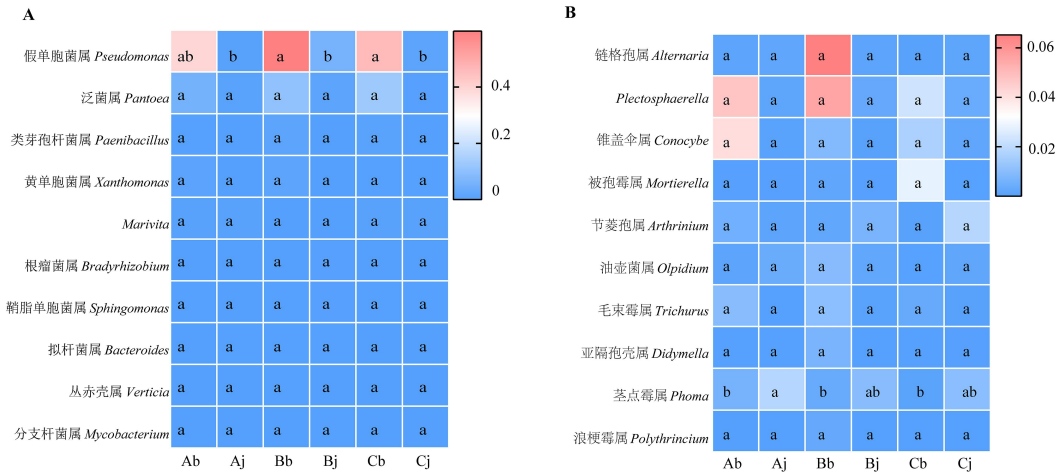 A
假单胞菌属 Pseudomonas ab b a b a b
泛菌属 Pantoea a a a a a a
类芽孢杆菌属 Paenibacillus a a a a a a
黄单胞菌属 Xanthomonas a a a a a a
Marivita a a a a a a
根瘤菌属 Bradyrhizobium a a a a a a
鞘脂单胞菌属 Sphingomonas a a a a a a
拟杆菌属 Bacteroides a a a a a a
丛赤壳属 Verticia a a a a a a
分支杆菌属 Mycobacterium a a a a a a
Ab Aj Bb Bj Cb Cj
0.4
0.2
0
B
链格孢属 Alternaria a a a a a a
Plectosphaerella a a a a a a
锥盖伞属 Conocybe a a a a a a
被孢霉属 Mortierella a a a a a a
节菱孢属 Arthrinium a a a a a a
油壶菌属 Olpidium a a a a a a
毛束霉属 Trichurus a a a a a a
亚隔孢壳属 Didymella a a a a a a
茎点霉属 Phoma b a b ab b ab
浪梗霉属 Polythrincium a a a a a a
Ab Aj Bb Bj Cb Cj
0.06
0.04
0.02